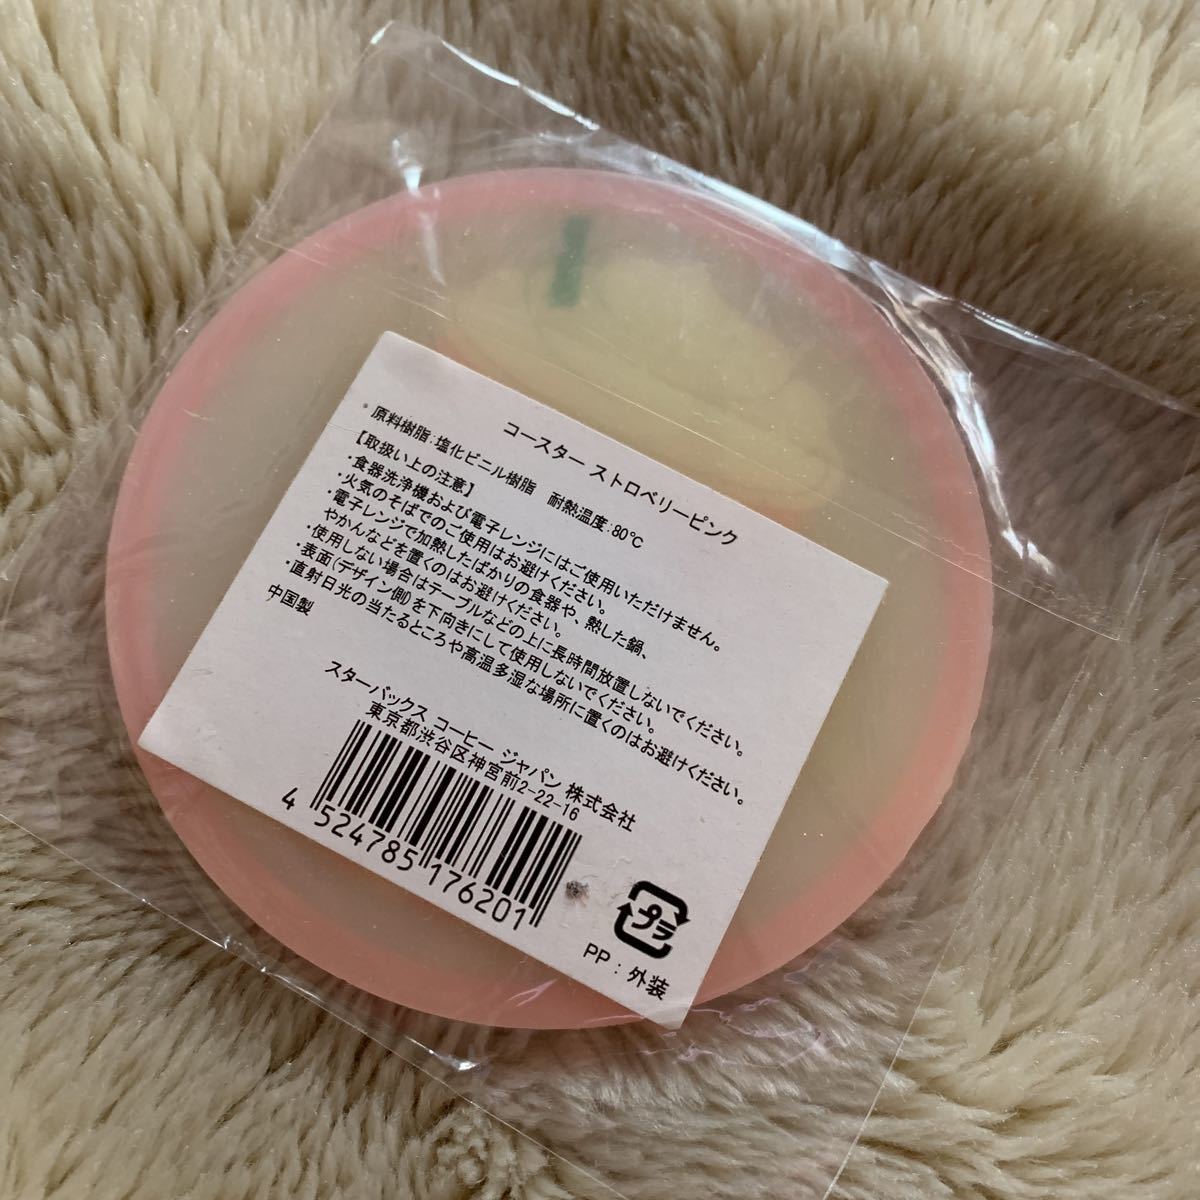 コースター ストロベリーピンク
*原料樹脂:塩化ビニル樹脂 耐熱温度:80℃
【取扱い上の注意】
・食器洗浄機および電子レンジにはご使用いただけません。
・火気のそばでのご使用はお避けください。
・電子レンジで加熱したばかりの食器や、熱した鍋、
やかんなどを置くのはお避けください。
・使用しない場合はテーブルなどの上に長時間放置しないでください。
・表面(デザイン側)を下向きにして使用しないでください。
・直射日光の当たるところや高温多湿な場所に置くのはお避けください。
中国製
スターバックス コーヒー ジャパン 株式会社
東京都渋谷区神宮前2-22-16
4 524785 176201
プラ
PP:外装